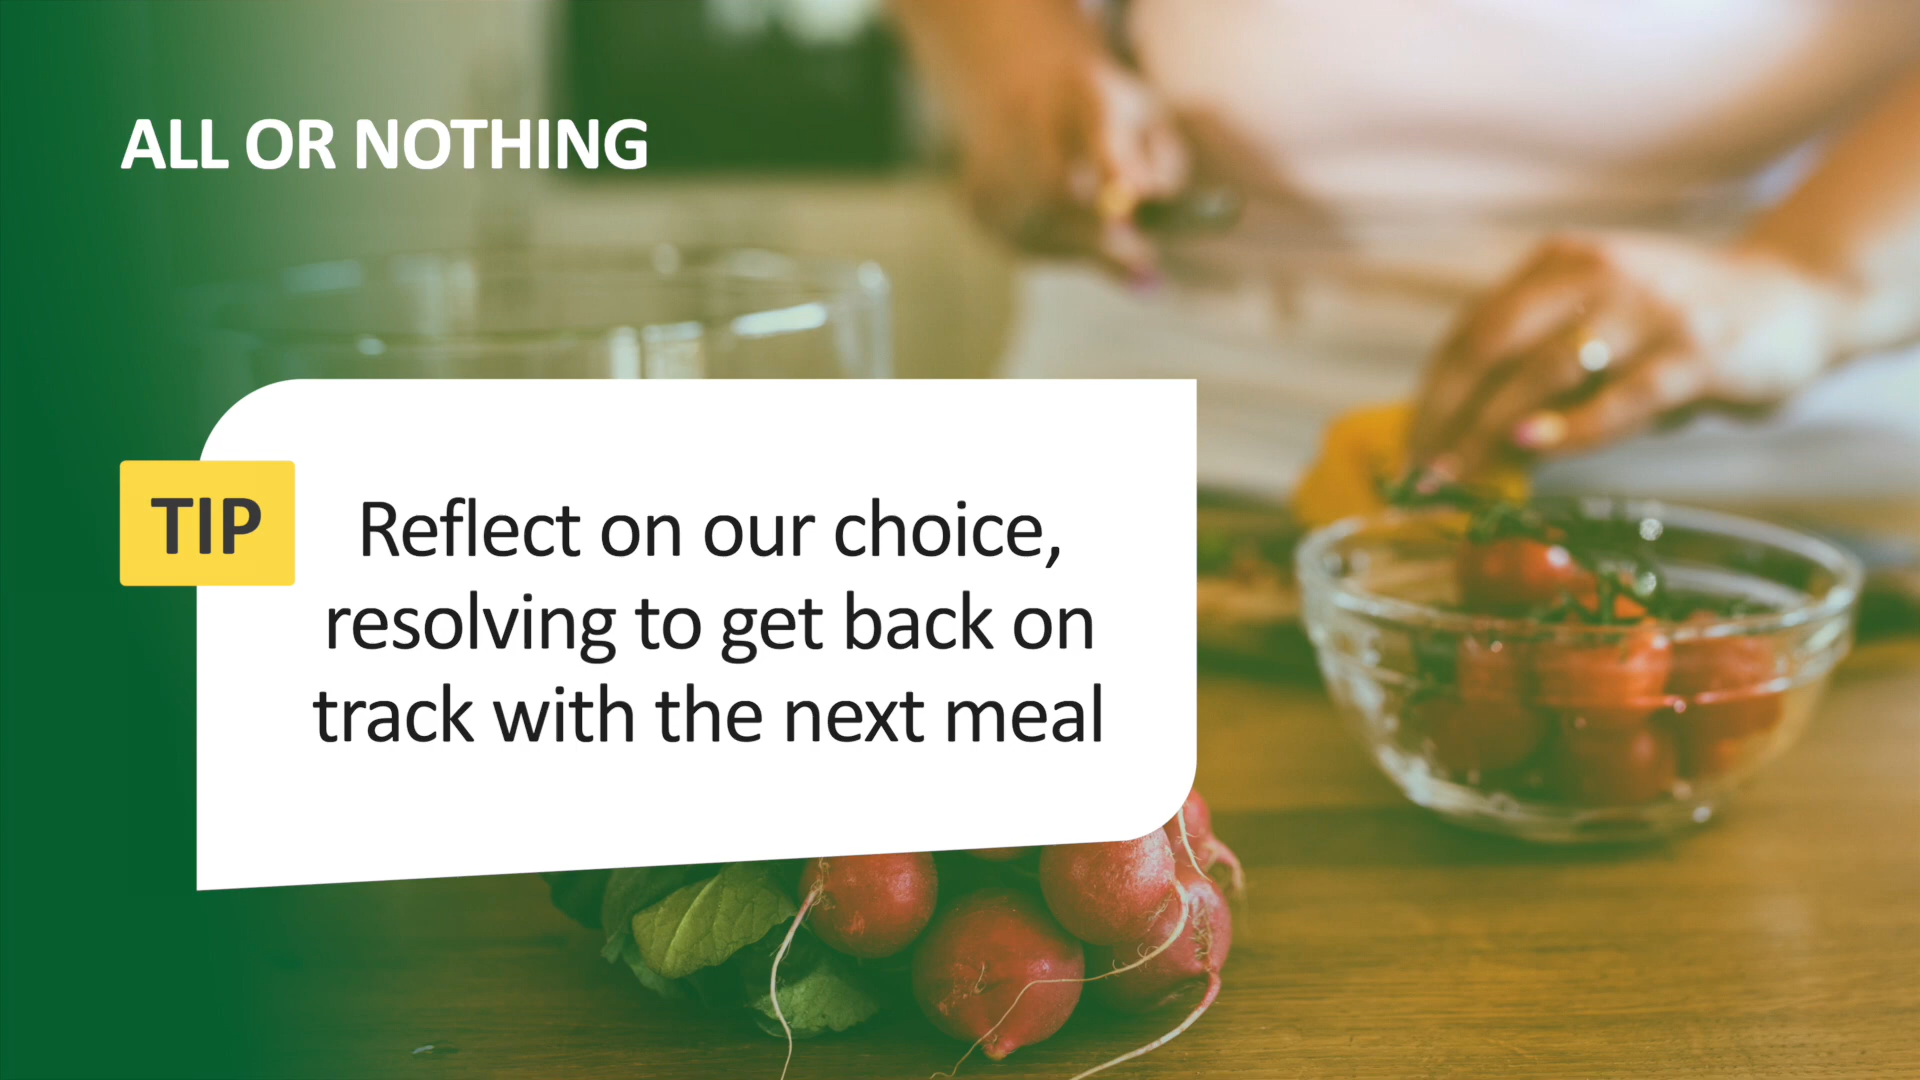 ALL OR NOTHING
TIP
Reflect on our choice,
resolving to get back on
track with the next meal